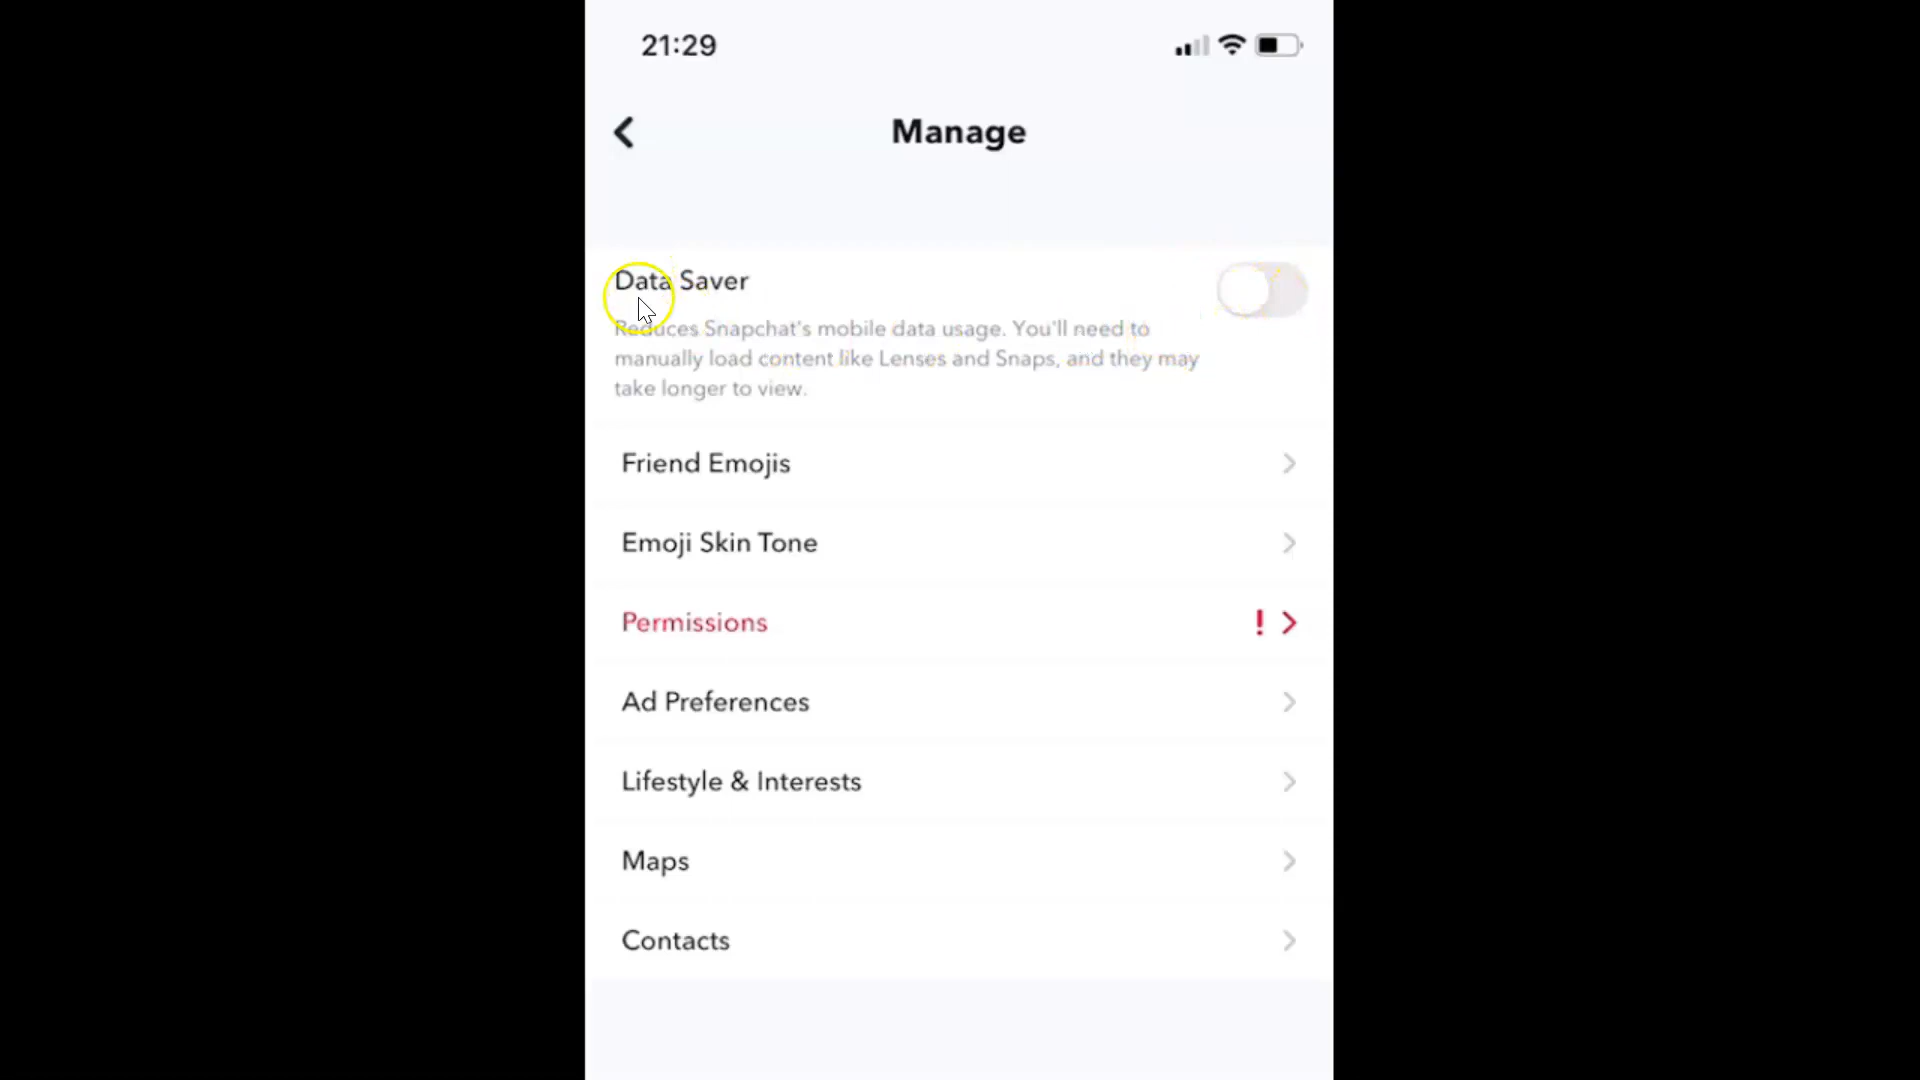 21:29
Manage
Data Saver
Reduces Snapchat's mobile data usage. You'll need to
manually load content like Lenses and Snaps, and they may
take longer to view.
Friend Emojis
Emoji Skin Tone
Permissions !
Ad Preferences
Lifestyle & Interests
Maps
Contacts